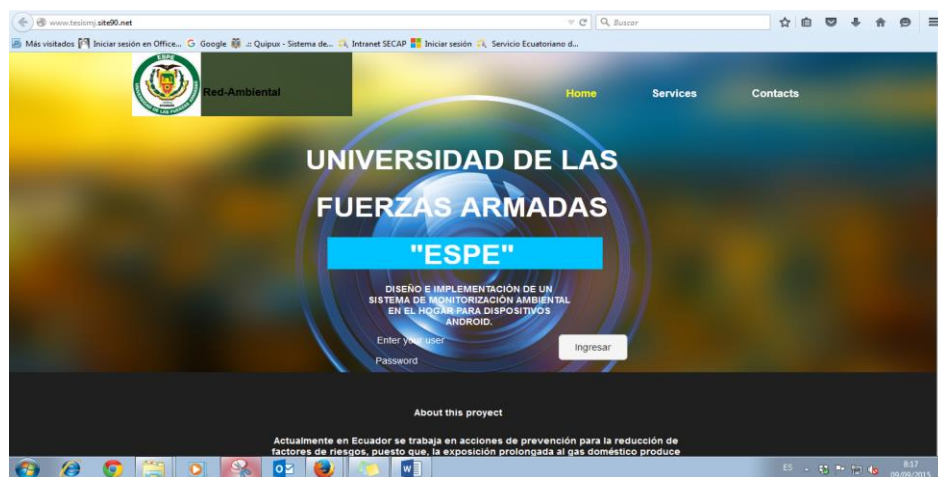 www.tesismj.site90.net
Buscar
Más visitados Iniciar sesión en Office... Google .:: Quipux - Sistema de... Intranet SECAP Iniciar sesión Servicio Ecuatoriano d...
ESPE
Red-Ambiental
Home Services Contacts
UNIVERSIDAD DE LAS
FUERZAS ARMADAS
"ESPE"
DISEÑO E IMPLEMENTACIÓN DE UN
SISTEMA DE MONITORIZACIÓN AMBIENTAL
EN EL HOGAR PARA DISPOSITIVOS
ANDROID.
Enter your user
Ingresar
Password
About this proyect
Actualmente en Ecuador se trabaja en acciones de prevención para la reducción de
factores de riesgos, puesto que, la exposición prolongada al gas doméstico produce
ES
8:17
09/09/2015